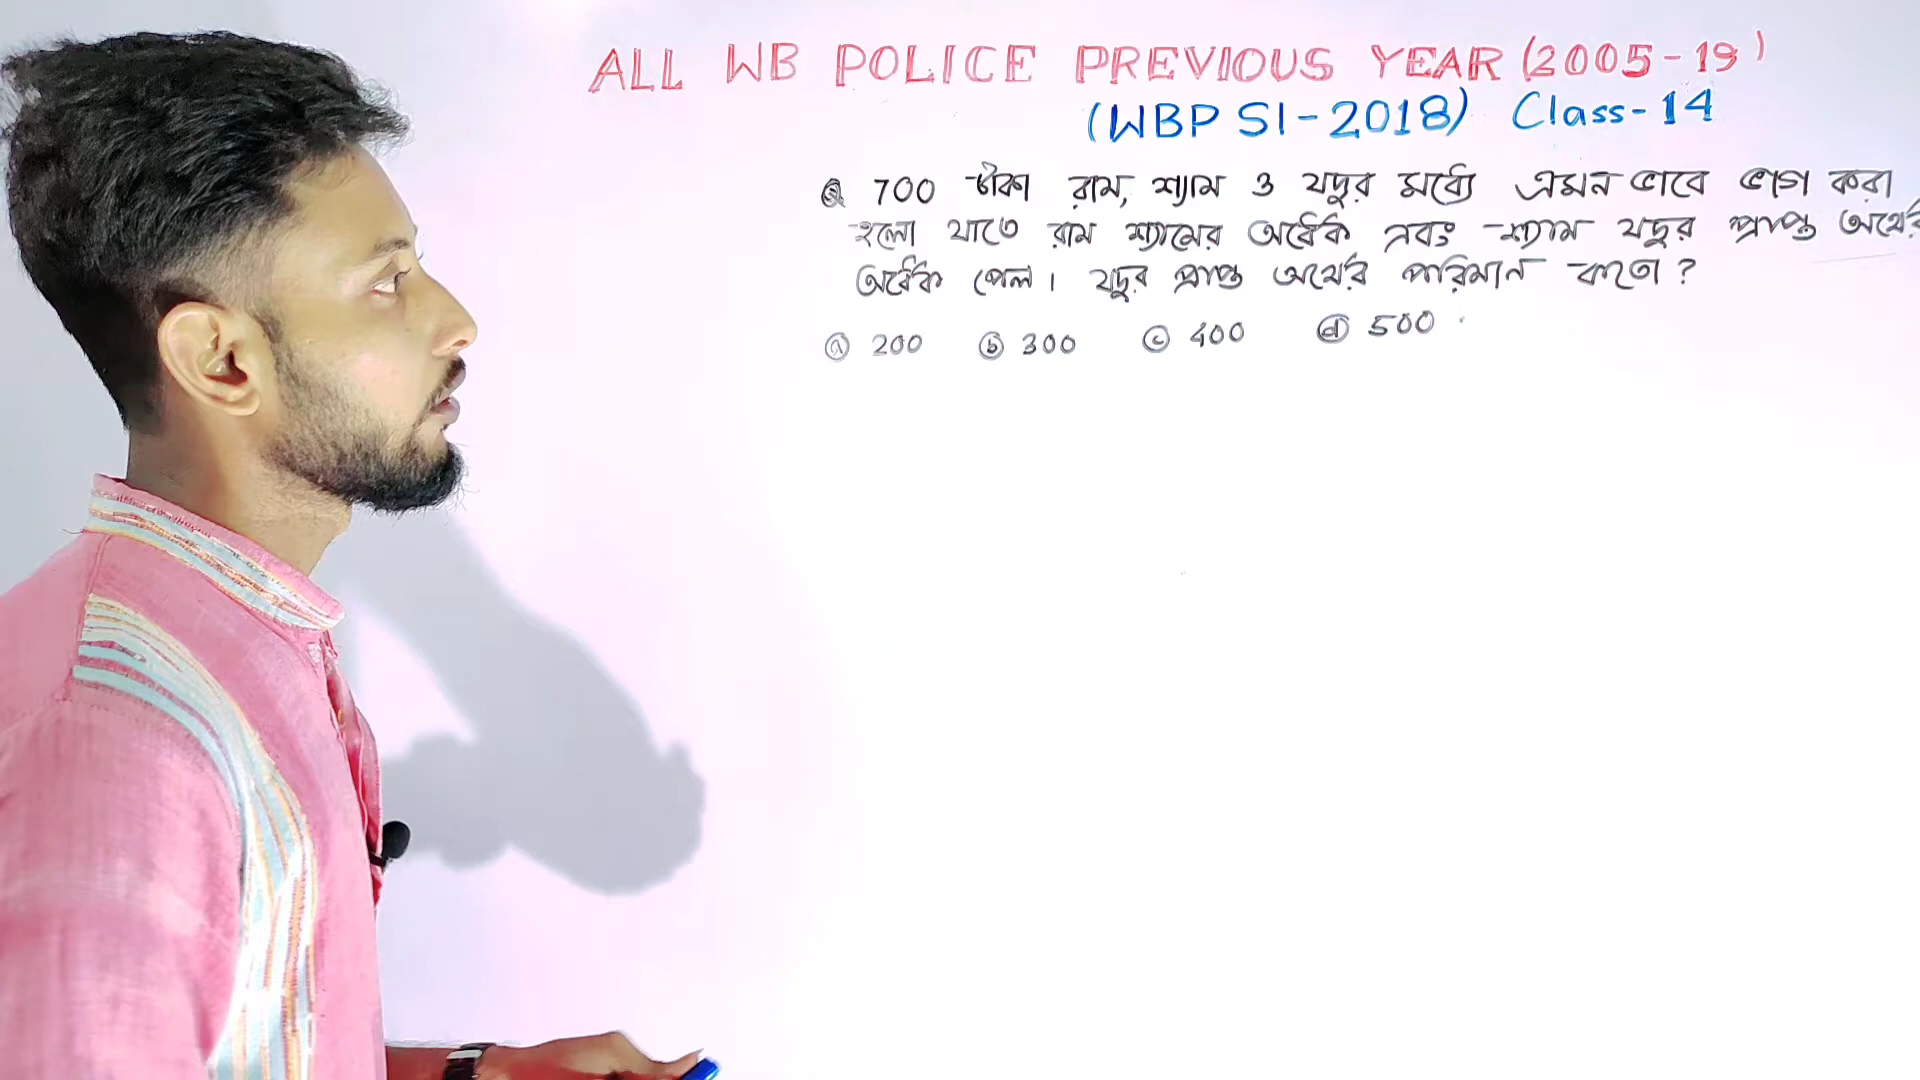 ALL WB POLICE PREVIOUS YEAR (2005-19)
(WBP SI-2018) Class-14
Q 700 টাকা রাম, শ্যাম ও যদুর মধ্যে এমন ভাবে ভাগ করা
হলো যাতে রাম শ্যামের অর্ধেক এবং শ্যাম যদুর প্রাপ্ত অর্থের
অর্ধেক পেল। যদুর প্রাপ্ত অর্থের পরিমান কতো?
ⓐ 200 ⓑ 300 ⓒ 400 ⓓ 500